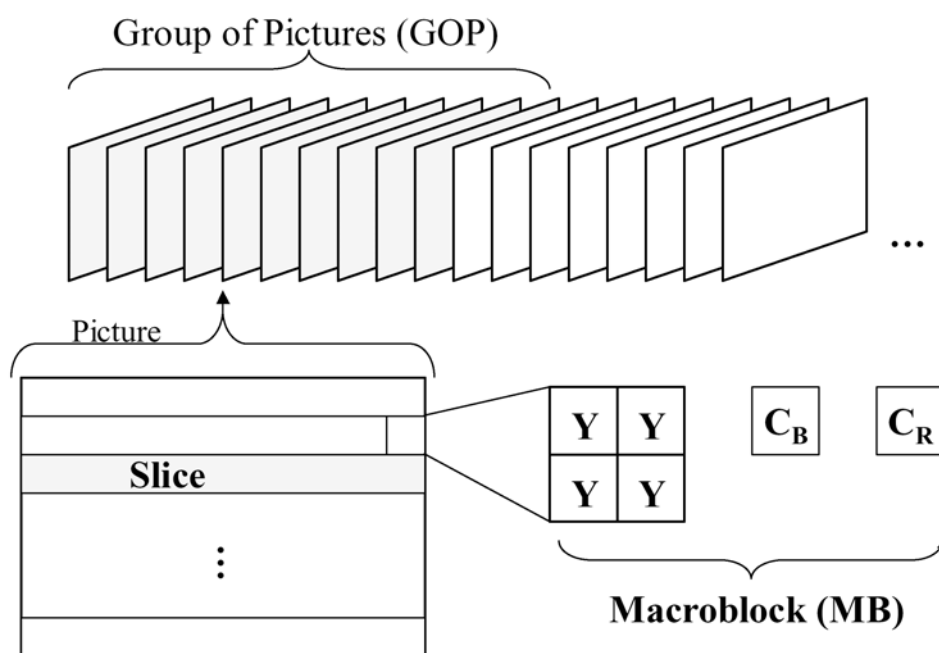 Group of Pictures (GOP)
...
Picture
Y Y C_B C_R
Slice
Y Y
⋮
Macroblock (MB)